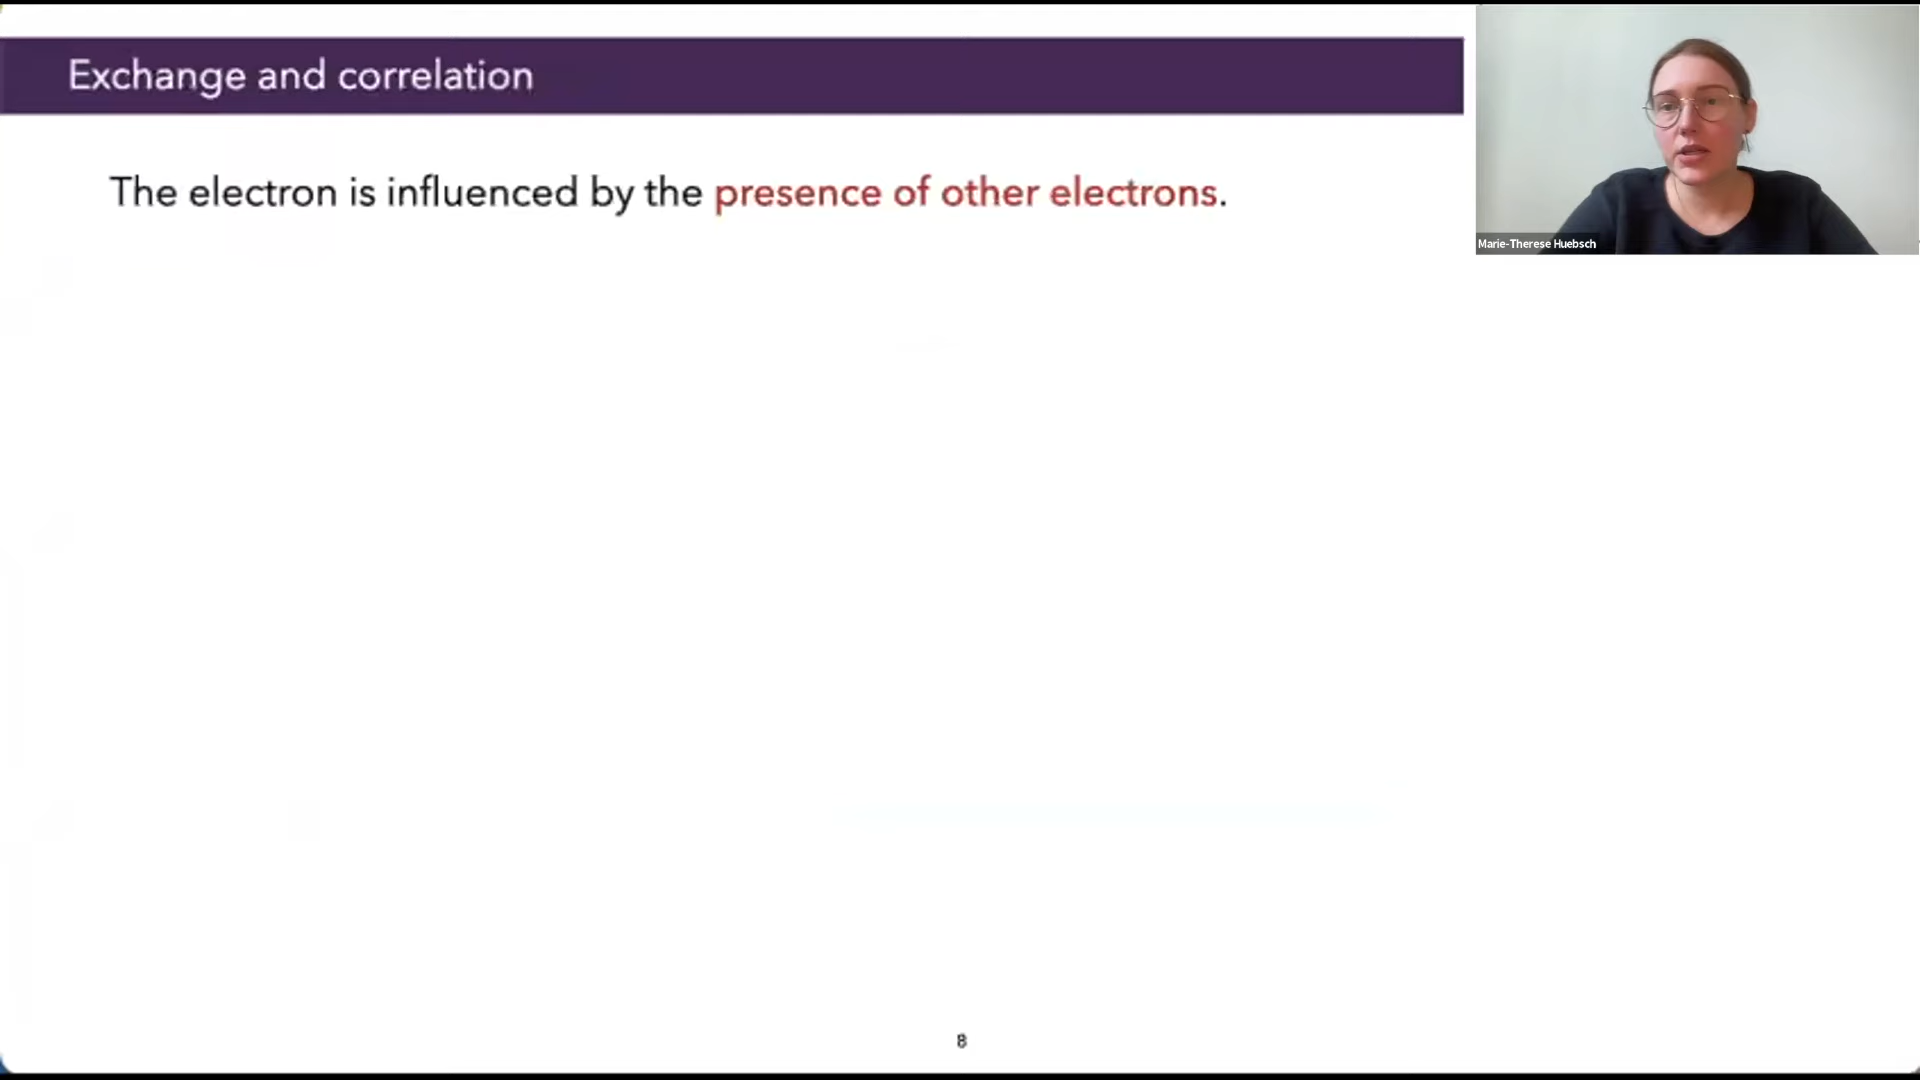 Exchange and correlation
The electron is influenced by the presence of other electrons.
Marie-Therese Huebsch
8